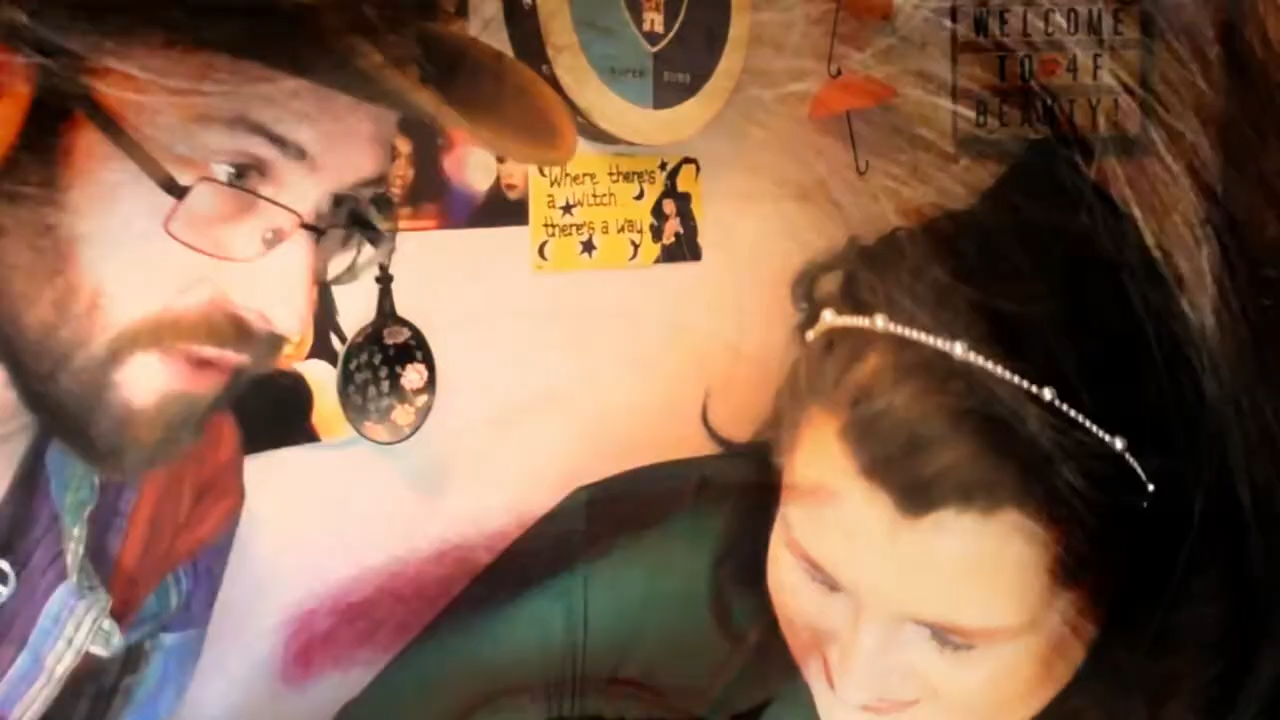 WELCOME
TO 4F
BEAUTY!
Where there's
a witch
there's a way.